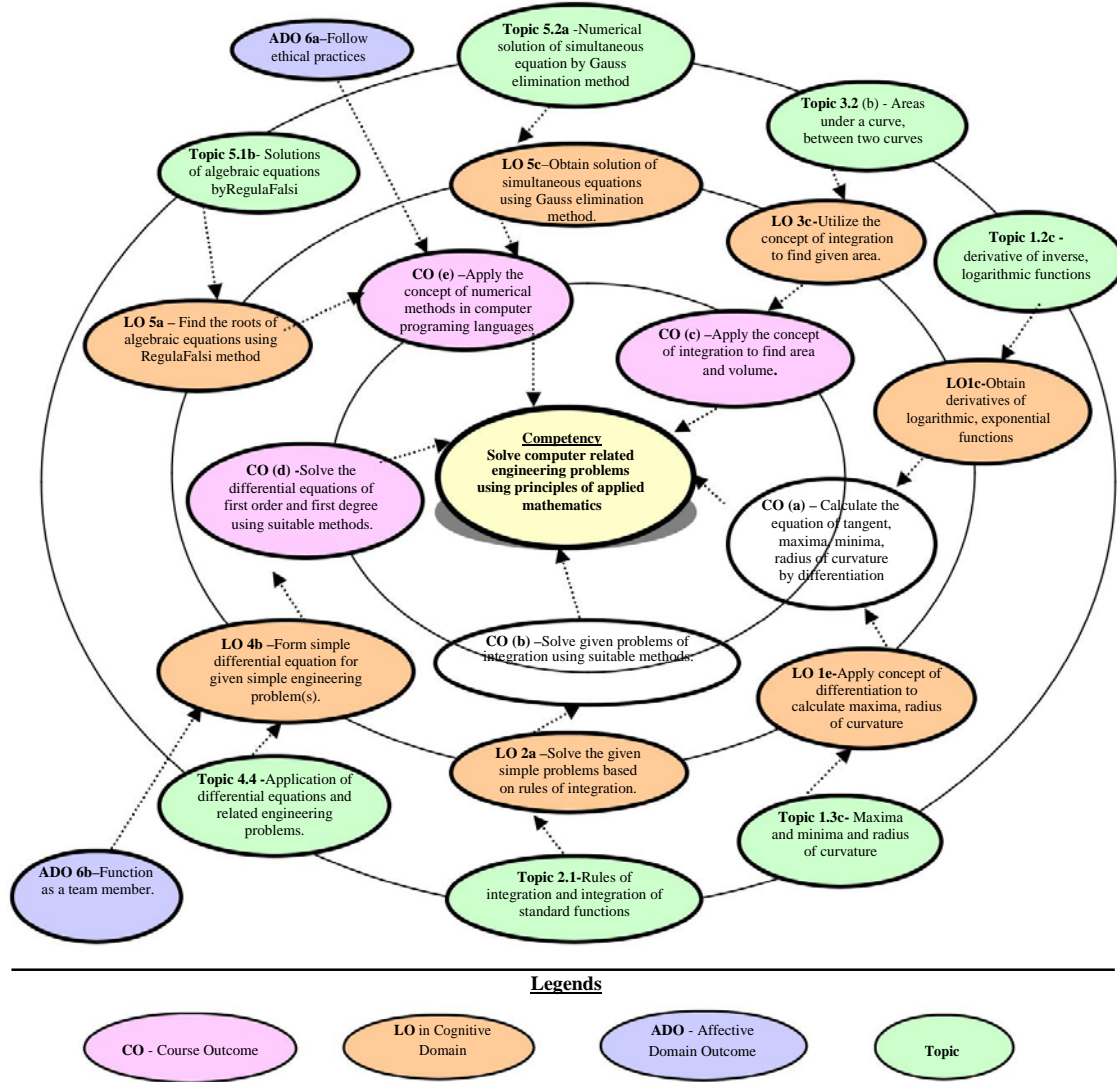 ADO 6a–Follow
ethical practices
Topic 5.2a -Numerical
solution of simultaneous
equation by Gauss
elimination method
Topic 3.2 (b) - Areas
under a curve,
between two curves
Topic 5.1b- Solutions
of algebraic equations
byRegulaFalsi
LO 5c–Obtain solution of
simultaneous equations
using Gauss elimination
method.
LO 3c-Utilize the
concept of integration
to find given area.
Topic 1.2c -
derivative of inverse,
logarithmic functions
CO (e) –Apply the
concept of numerical
methods in computer
programing languages
LO 5a – Find the roots of
algebraic equations using
RegulaFalsi method
CO (c) –Apply the concept
of integration to find area
and volume.
LO1c-Obtain
derivatives of
logarithmic, exponential
functions
Competency
Solve computer related
engineering problems
using principles of applied
mathematics
CO (d) -Solve the
differential equations of
first order and first degree
using suitable methods.
CO (a) – Calculate the
equation of tangent,
maxima, minima,
radius of curvature
by differentiation
CO (b) –Solve given problems of
integration using suitable methods.
LO 4b –Form simple
differential equation for
given simple engineering
problem(s).
LO 1e-Apply concept of
differentiation to
calculate maxima, radius
of curvature
LO 2a –Solve the given
simple problems based
on rules of integration.
Topic 4.4 -Application of
differential equations and
related engineering
problems.
Topic 1.3c- Maxima
and minima and radius
of curvature
ADO 6b–Function
as a team member.
Topic 2.1-Rules of
integration and integration of
standard functions
Legends
CO - Course Outcome
LO in Cognitive
Domain
ADO - Affective
Domain Outcome
Topic